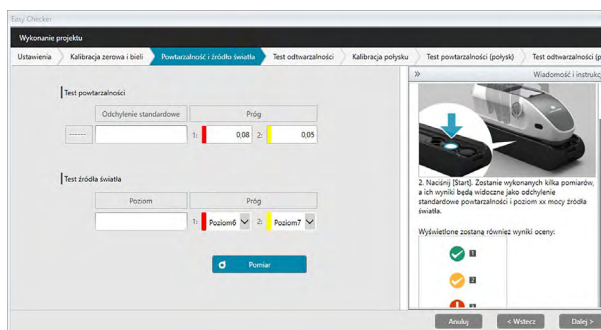 Easy Checker
Wykonanie projektu
Ustawienia
Kalibracja zerowa i bieli
Powtarzalność i źródło światła
Test odtwarzalności
Kalibracja połysku
Test powtarzalności (połysk)
Test odtwarzalności (p
Wiadomość i instrukc
Test powtarzalności
Odchylenie standardowe
Próg
------
1: 0,08 2: 0,05
Test źródła światła
Poziom
Próg
1: Poziom6 2: Poziom7
Pomiar
2. Naciśnij [Start]. Zostanie wykonanych kilka pomiarów,
a ich wyniki będą widoczne jako odchylenie
standardowe powtarzalności i poziom xx mocy źródła
światła.
Wyświetlone zostaną również wyniki oceny:
1
2
Anuluj
< Wstecz
Dalej >